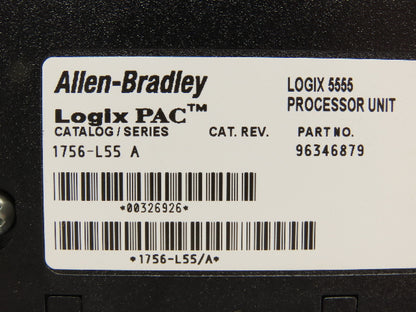 Allen-Bradley
LOGIX 5555
PROCESSOR UNIT
Logix PAC™
CATALOG / SERIES CAT. REV. PART NO.
1756-L55 A 96346879
*00326926*
*1756-L55/A*